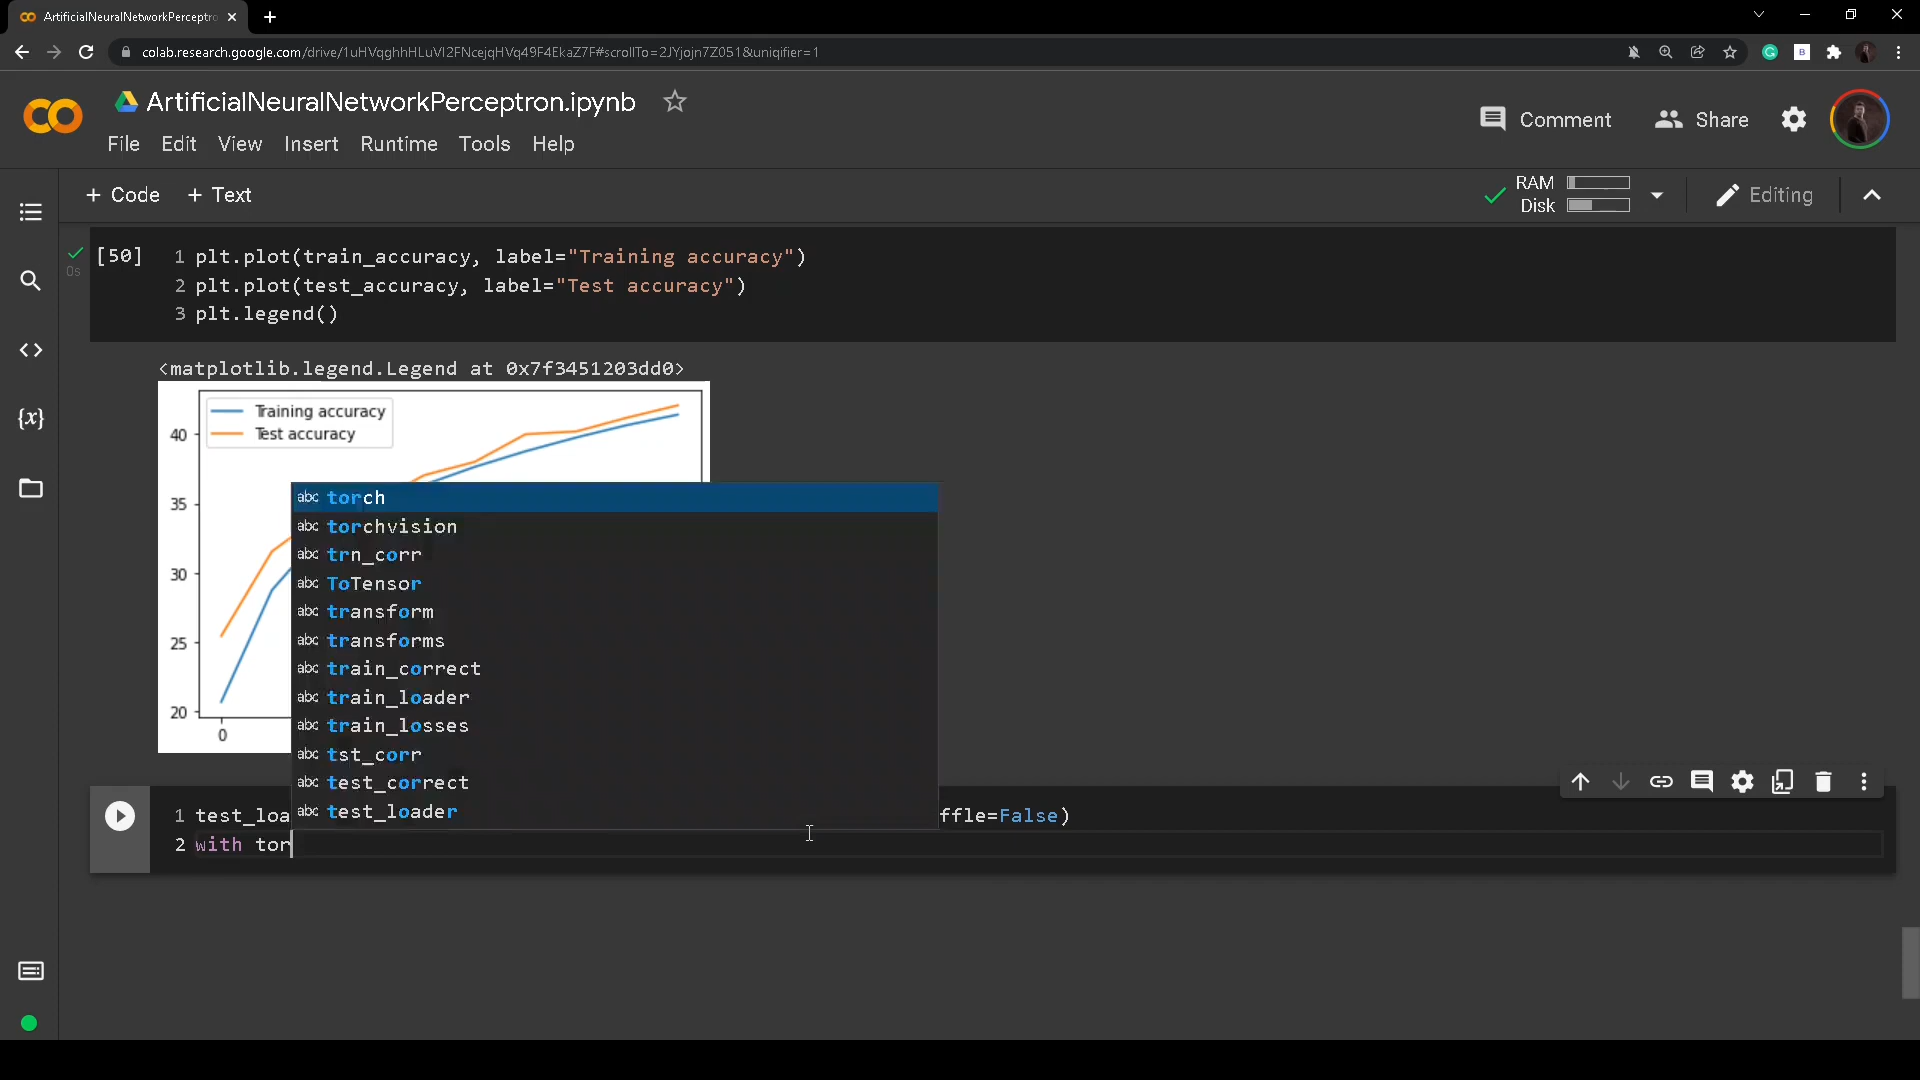 ArtificialNeuralNetworkPerceptro
colab.research.google.com/drive/1uHVqghhHLuVI2FNcejqHVq49F4EkaZ7F#scrollTo=2JYjojn7Z051&uniqifier=1
ArtificialNeuralNetworkPerceptron.ipynb
Comment
Share
File Edit View Insert Runtime Tools Help
+ Code + Text
RAM
Disk
Editing
0s
[50]
1 plt.plot(train_accuracy, label="Training accuracy")
2 plt.plot(test_accuracy, label="Test accuracy")
3 plt.legend()
<matplotlib.legend.Legend at 0x7f3451203dd0>
Training accuracy
Test accuracy
40
35
30
25
20
0
abc torch
abc torchvision
abc trn_corr
abc ToTensor
abc transform
abc transforms
abc train_correct
abc train_loader
abc train_losses
abc tst_corr
abc test_correct
abc test_loader
{x}
1 test_loa ffle=False)
2 with tor